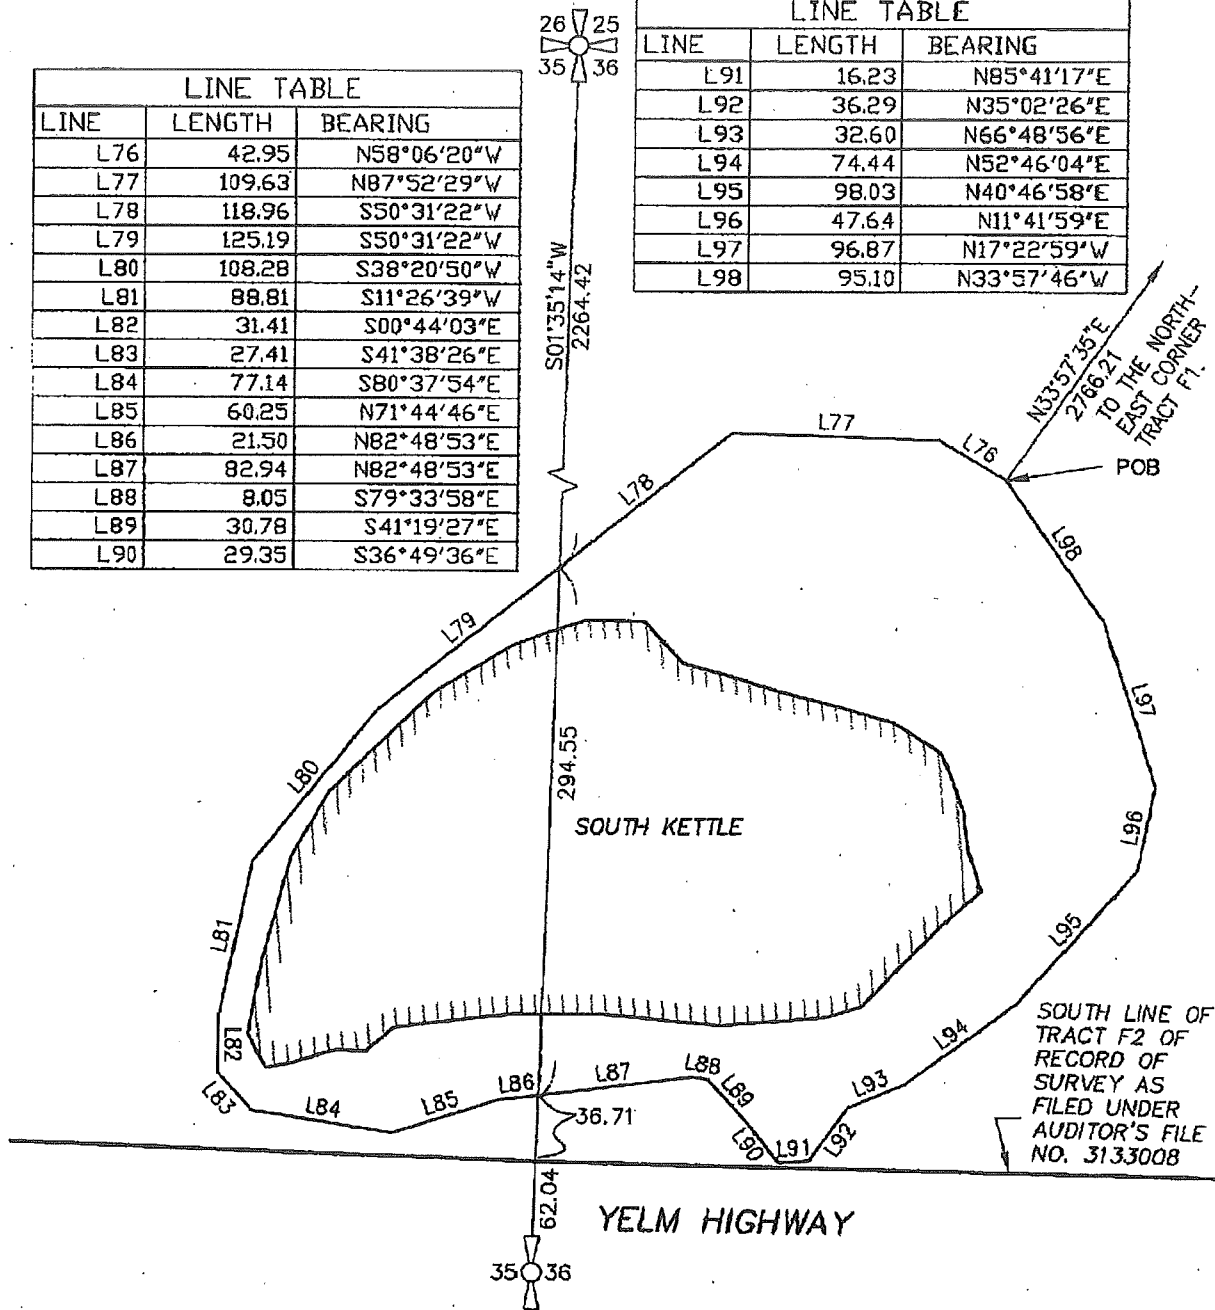 LINE TABLE
LINE LENGTH BEARING
L76 42.95 N58°06'20"W
L77 109.63 N87°52'29"W
L78 118.96 S50°31'22"W
L79 125.19 S50°31'22"W
L80 108.28 S38°20'50"W
L81 88.81 S11°26'39"W
L82 31.41 S00°44'03"E
L83 27.41 S41°38'26"E
L84 77.14 S80°37'54"E
L85 60.25 N71°44'46"E
L86 21.50 N82°48'53"E
L87 82.94 N82°48'53"E
L88 8.05 S79°33'58"E
L89 30.78 S41°19'27"E
L90 29.35 S36°49'36"E
26 25
35 36
LINE TABLE
LINE LENGTH BEARING
L91 16.23 N85°41'17"E
L92 36.29 N35°02'26"E
L93 32.60 N66°48'56"E
L94 74.44 N52°46'04"E
L95 98.03 N40°46'58"E
L96 47.64 N11°41'59"E
L97 96.87 N17°22'59"W
L98 95.10 N33°57'46"W
S01°35'14"W
2264.42
N33°57'35"E
2766.21
TO THE NORTH-
EAST CORNER
TRACT F1.
POB
L76
L77
L78
L79
L80
L81
L82
L83
L84
L85
L86
L87
L88
L89
L90
L91
L92
L93
L94
L95
L96
L97
L98
294.55
SOUTH KETTLE
36.71
SOUTH LINE OF
TRACT F2 OF
RECORD OF
SURVEY AS
FILED UNDER
AUDITOR'S FILE
NO. 3133008
62.04
YELM HIGHWAY
35 36